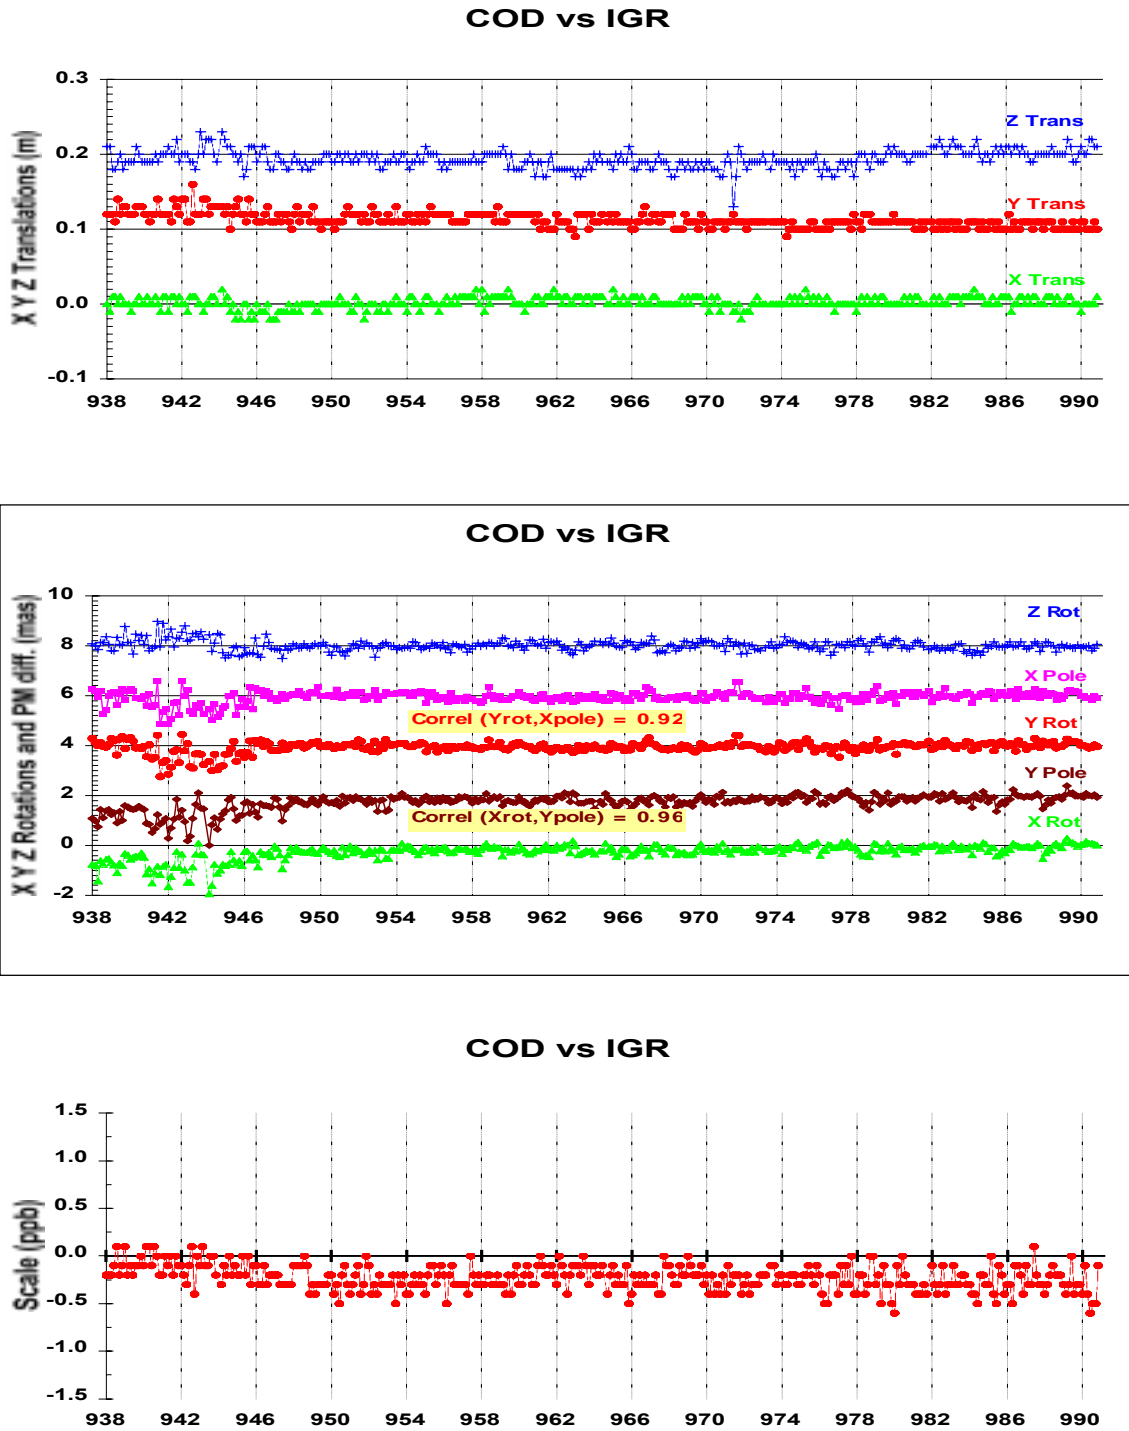 COD vs IGR
X Y Z Translations (m)
0.3
0.2
0.1
0.0
-0.1
Z Trans
Y Trans
X Trans
938 942 946 950 954 958 962 966 970 974 978 982 986 990
COD vs IGR
X Y Z Rotations and PM diff. (mas)
10
8
6
4
2
0
-2
Z Rot
X Pole
Correl (Yrot,Xpole) = 0.92
Y Rot
Y Pole
Correl (Xrot,Ypole) = 0.96
X Rot
938 942 946 950 954 958 962 966 970 974 978 982 986 990
COD vs IGR
Scale (ppb)
1.5
1.0
0.5
0.0
-0.5
-1.0
-1.5
938 942 946 950 954 958 962 966 970 974 978 982 986 990